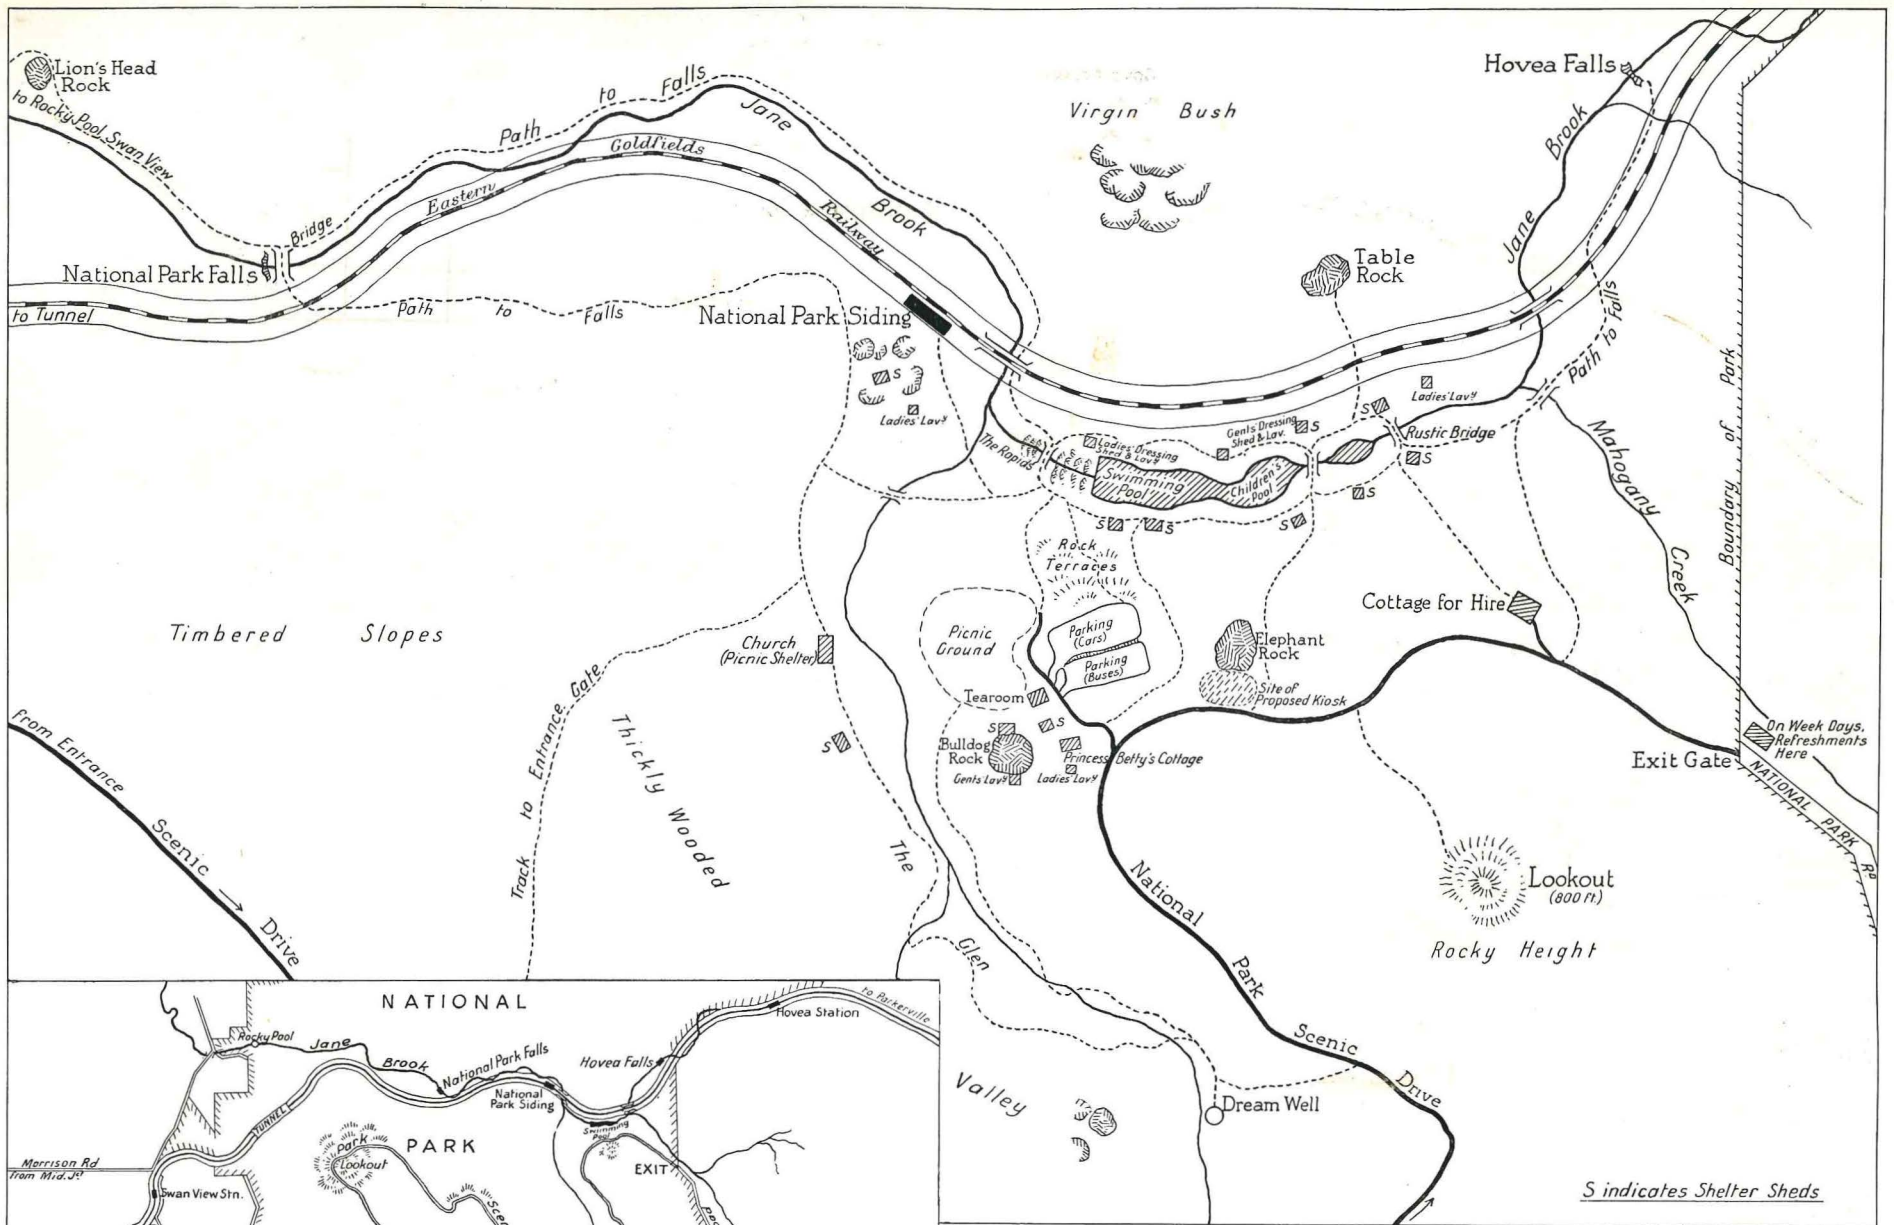 Lion's Head
Rock
to Rocky Pool Swan View
Path to Falls
Jane
Brook
Virgin Bush
Hovea Falls
Brook
Jane
Eastern Goldfields Railway
Bridge
National Park Falls
to Tunnel
Path to Falls
National Park Siding
Table
Rock
Path to Falls
Boundary of Park
S
Ladies' Lavy
The Rapids
Ladies' Dressing
Shed & Lavy
Gents' Dressing
Shed & Lav.
S
S
Ladies' Lavy
Rustic Bridge
S
S
Swimming
Pool
Children's
Pool
S
S
S
Mahogany
Creek
Rock
Terraces
Cottage for Hire
Timbered Slopes
Church
(Picnic Shelter)
Picnic
Ground
Parking
(Cars)
Parking
(Buses)
Elephant
Rock
Site of
Proposed Kiosk
Tearoom
S
S
Bulldog
Rock
Princess Betty's Cottage
Gents Lavy
Ladies' Lavy
S
Track to Entrance Gate
Thickly Wooded
from Entrance
Scenic
Drive
On Week Days,
Refreshments
Here
Exit Gate
NATIONAL PARK RD
The
Glen
Valley
National
Park
Scenic
Drive
Lookout
(800 Ft.)
Rocky Height
Dream Well
S indicates Shelter Sheds
NATIONAL
PARK
Rocky Pool
Jane
Brook
National Park Falls
National
Park Siding
Hovea Falls
Hovea Station
to Parkerville
TUNNEL
Swimming
Pool
Park
Lookout
EXIT
Morrison Rd
from Mid. Jn
Swan View Stn.